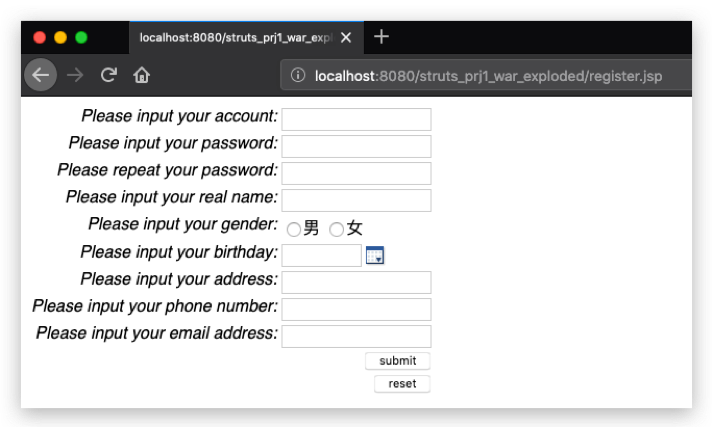 localhost:8080/struts_prj1_war_expl
localhost:8080/struts_prj1_war_exploded/register.jsp
Please input your account:
Please input your password:
Please repeat your password:
Please input your real name:
Please input your gender: 男 女
Please input your birthday:
Please input your address:
Please input your phone number:
Please input your email address:
submit
reset